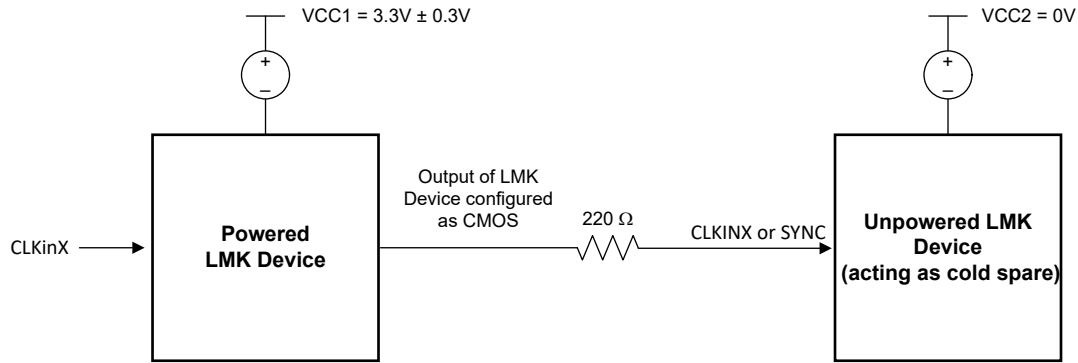 VCC1 = 3.3V ± 0.3V
VCC2 = 0V
+
–
+
–
Output of LMK
Device configured
as CMOS
220 Ω
CLKinX
Powered
LMK Device
CLKINX or SYNC
Unpowered LMK
Device
(acting as cold spare)